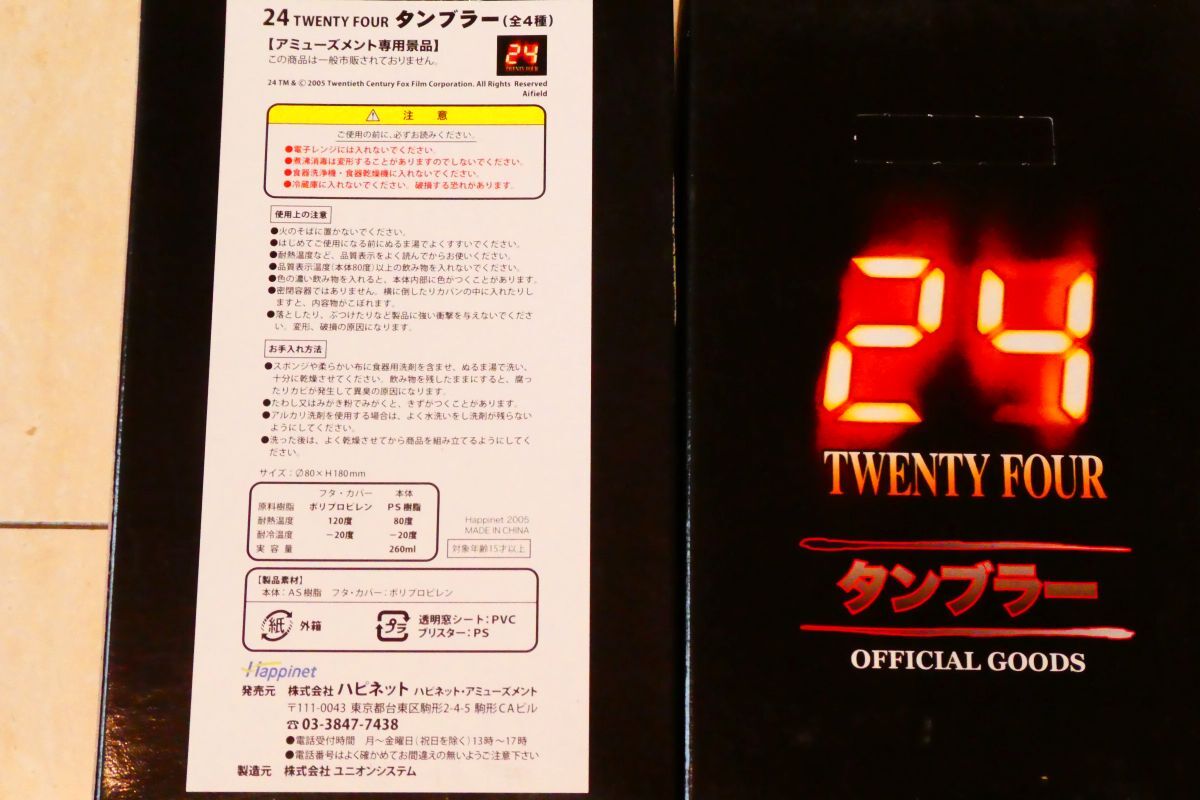 24 TWENTY FOUR タンブラー(全4種)
【アミューズメント専用景品】
この商品は一般市販されておりません。
24
TWENTY FOUR
24 TM & © 2005 Twentieth Century Fox Film Corporation. All Rights Reserved
Aifield
注 意
ご使用の前に、必ずお読みください。
●電子レンジには入れないでください。
●煮沸消毒は変形することがありますのでしないでください。
●食器洗浄機・食器乾燥機に入れないでください。
●冷蔵庫に入れないでください。破損する恐れがあります。
使用上の注意
●火のそばに置かないでください。
●はじめてご使用になる前にぬるま湯でよくすすいでください。
●耐熱温度など、品質表示をよく読んでからお使いください。
●品質表示温度(本体80度)以上の飲み物を入れないでください。
●色の濃い飲み物を入れると、本体内部に色がつくことがあります。
●密閉容器ではありません。横に倒したりカバンの中に入れたりし
ますと、内容物がこぼれます。
●落としたり、ぶつけたりなど製品に強い衝撃を与えないでくださ
い。変形、破損の原因になります。
お手入れ方法
●スポンジや柔らかい布に食器用洗剤を含ませ、ぬるま湯で洗い、
十分に乾燥させてください。飲み物を残したままにすると、腐っ
たりカビが発生して異臭の原因になります。
●たわし又はみがき粉でみがくと、きずがつくことがあります。
●アルカリ洗剤を使用する場合は、よく水洗いをし洗剤が残らない
ようにしてください。
●洗った後は、よく乾燥させてから商品を組み立てるようにしてく
ださい。
サイズ：∅80×H180mm
フタ・カバー 本体
原料樹脂 ポリプロピレン PS樹脂
耐熱温度 120度 80度
耐冷温度 −20度 −20度
実容量 260ml
Happinet 2005
MADE IN CHINA
対象年齢15才以上
【製品素材】
本体：AS樹脂 フタ・カバー：ポリプロピレン
紙 外箱
プラ 透明窓シート：PVC
ブリスター：PS
Happinet
発売元 株式会社 ハピネット ハピネット・アミューズメント
〒111-0043 東京都台東区駒形2-4-5 駒形CAビル
☎03-3847-7438
●電話受付時間 月〜金曜日(祝日を除く)13時〜17時
●電話番号はよく確かめてお間違えの無いようご注意下さい
製造元 株式会社 ユニオンシステム
24
TWENTY FOUR
タンブラー
OFFICIAL GOODS